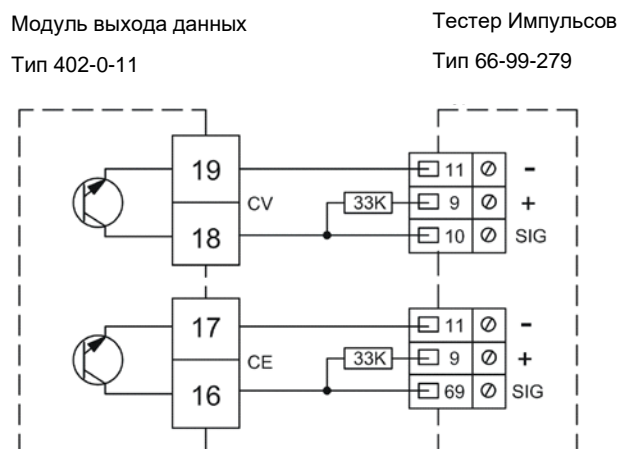 Модуль выхода данных
Тип 402-0-11
Тестер Импульсов
Тип 66-99-279
19
CV
18
33K
11 -
9 +
10 SIG
17
CE
16
33K
11 -
9 +
69 SIG